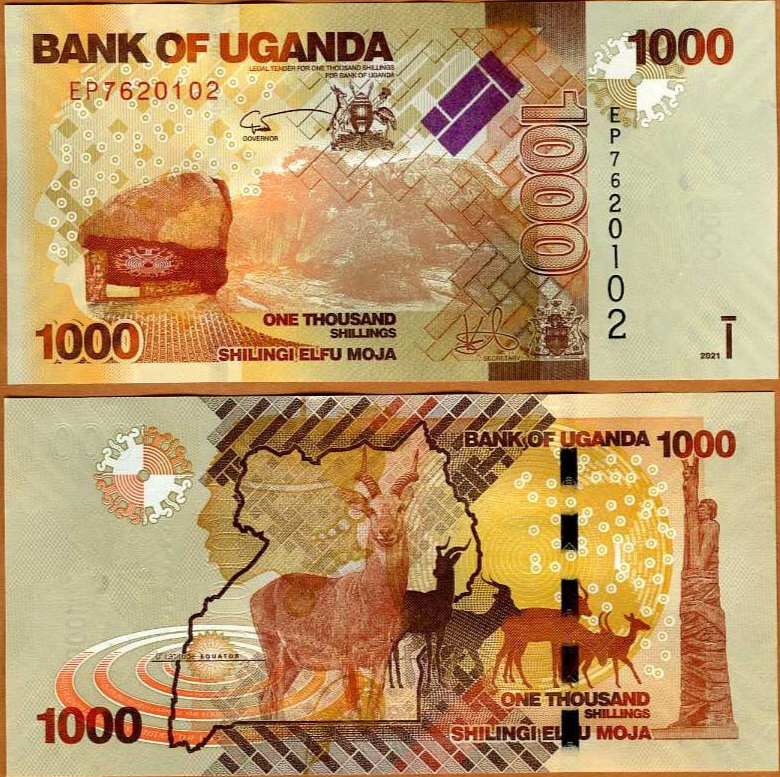 BANK OF UGANDA
LEGAL TENDER FOR ONE THOUSAND SHILLINGS
FOR BANK OF UGANDA
EP7620102
GOVERNOR
1000
1000
EP7620102
1000
ONE THOUSAND
SHILLINGS
SHILINGI ELFU MOJA
SECRETARY
2021
BANK OF UGANDA 1000
0° Latitude EQUATOR
1000
ONE THOUSAND
SHILLINGS
SHILINGI ELFU MOJA